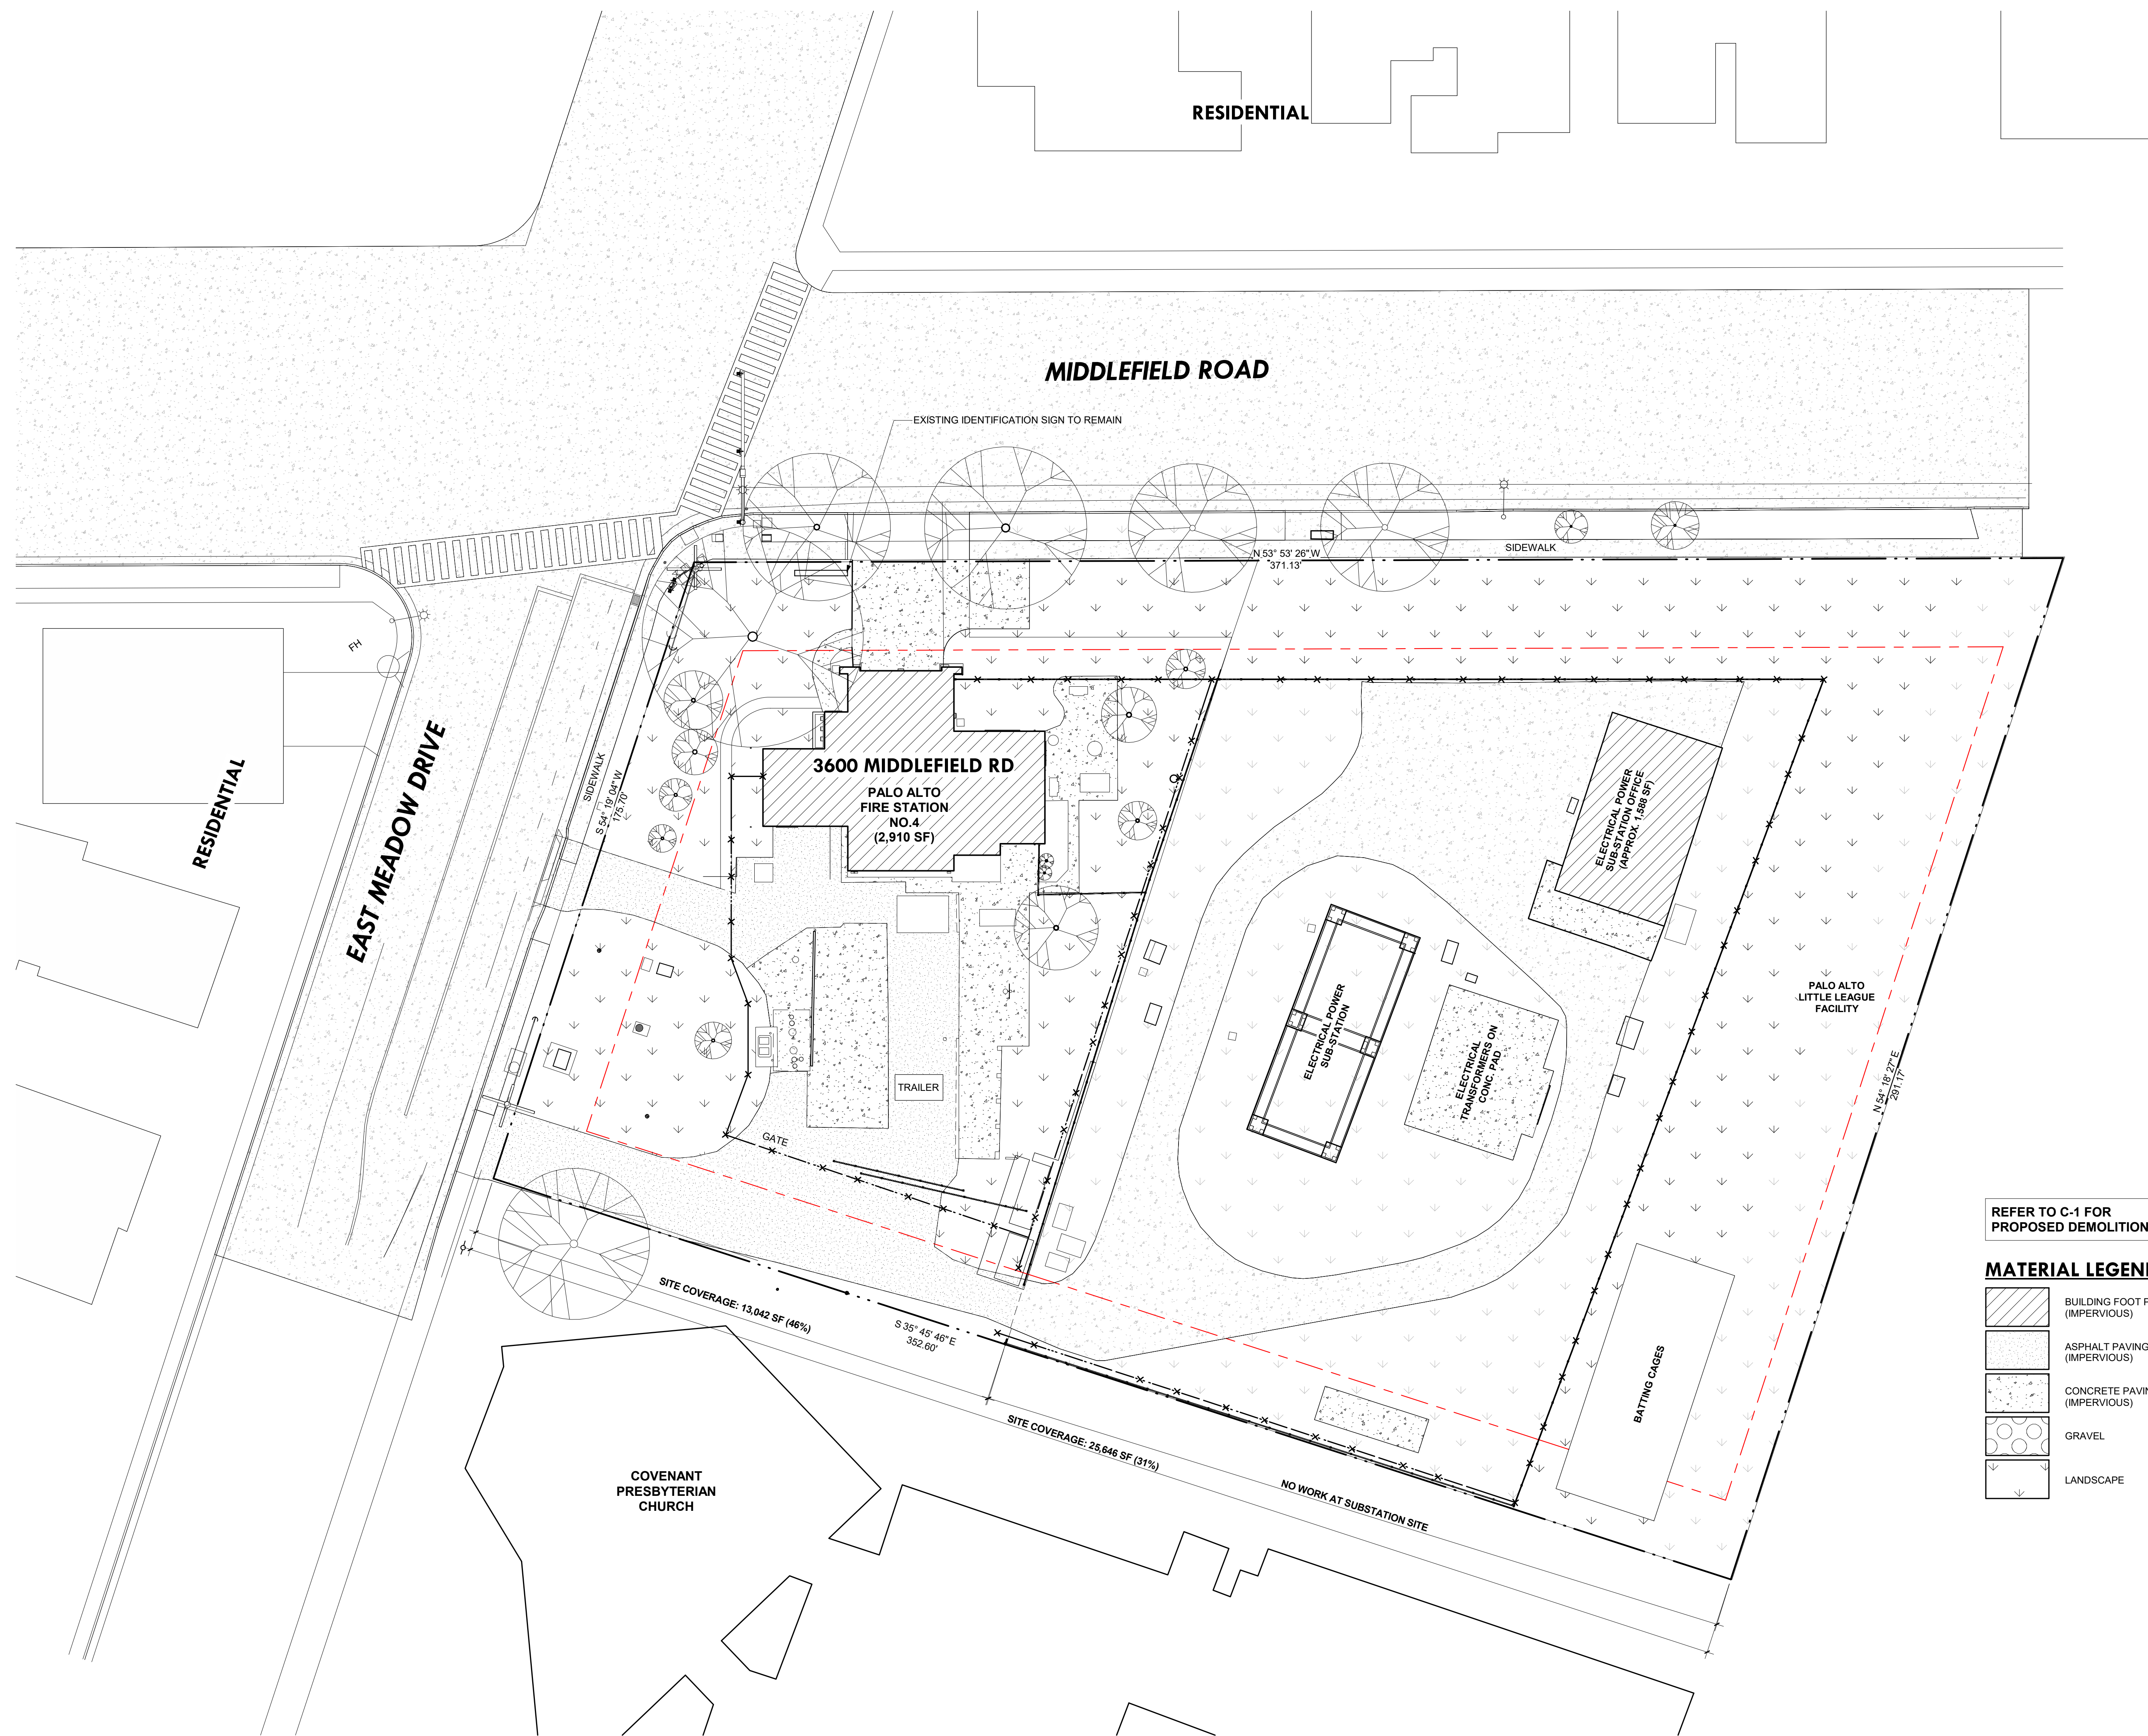 RESIDENTIAL
MIDDLEFIELD ROAD
EXISTING IDENTIFICATION SIGN TO REMAIN
N 53° 53' 26" W
371.13'
SIDEWALK
FH
RESIDENTIAL
EAST MEADOW DRIVE
SIDEWALK
S 54° 19' 04" W
175.70'
3600 MIDDLEFIELD RD
PALO ALTO
FIRE STATION
NO.4
(2,910 SF)
ELECTRICAL POWER
SUB-STATION OFFICE
(APPROX. 1,588 SF)
ELECTRICAL POWER
SUB-STATION
ELECTRICAL
TRANSFORMERS ON
CONC. PAD
PALO ALTO
LITTLE LEAGUE
FACILITY
N 54° 18' 27" E
291.17'
TRAILER
GATE
SITE COVERAGE: 13,042 SF (46%)
S 35° 45' 46" E
352.60'
SITE COVERAGE: 25,646 SF (31%)
NO WORK AT SUBSTATION SITE
BATTING CAGES
COVENANT
PRESBYTERIAN
CHURCH
REFER TO C-1 FOR
PROPOSED DEMOLITION
MATERIAL
BUILDING FOOT
(IMPERVIOUS)
ASPHALT PAVING
(IMPERVIOUS)
CONCRETE
(IMPERVIOUS)
GRAVEL
LANDSCAPE